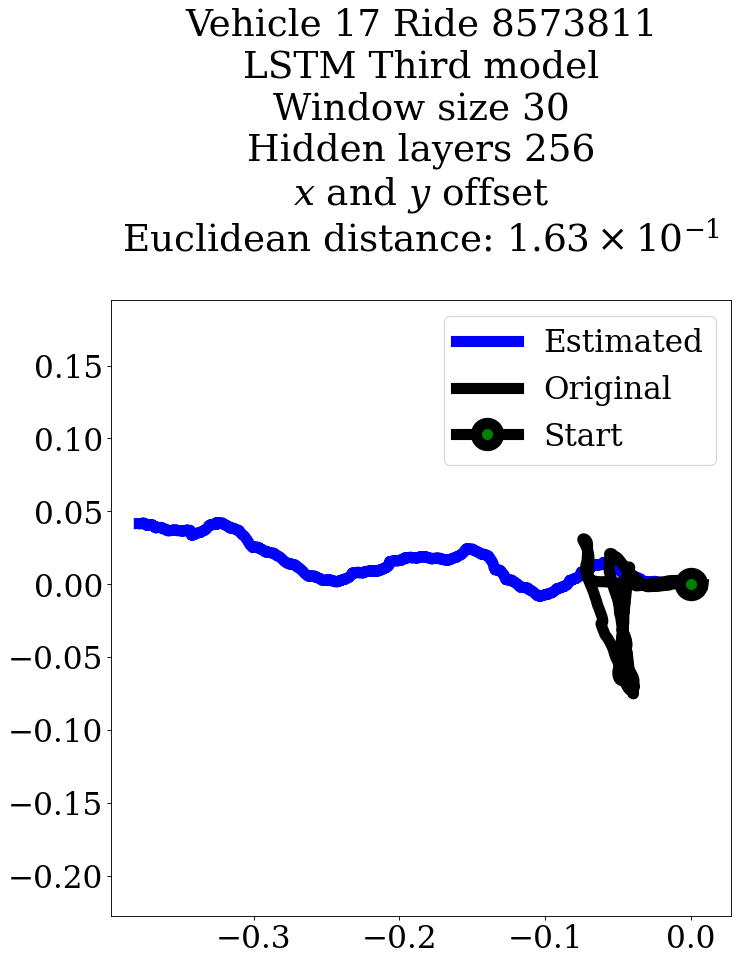 Vehicle 17 Ride 8573811
LSTM Third model
Window size 30
Hidden layers 256
x and y offset
Euclidean distance: 1.63 × 10⁻¹
Estimated
Original
Start
0.15
0.10
0.05
0.00
−0.05
−0.10
−0.15
−0.20
−0.3 −0.2 −0.1 0.0